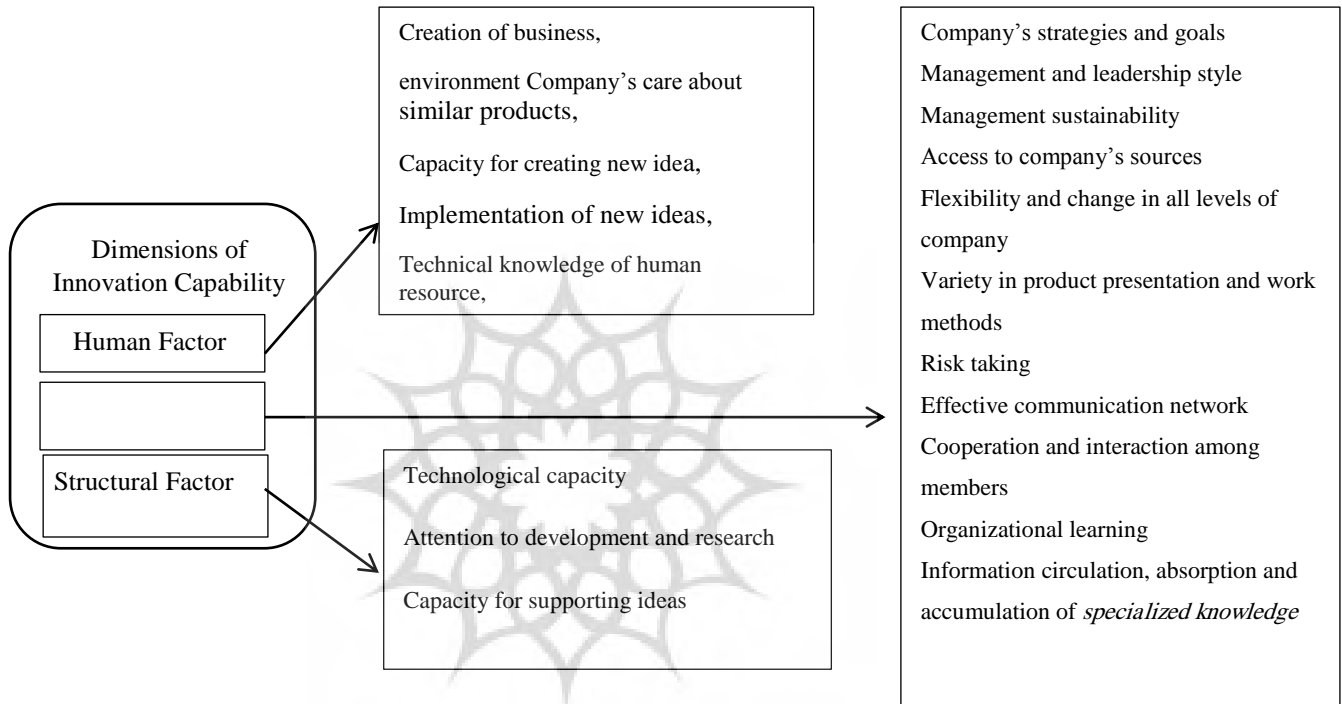 Dimensions of
Innovation Capability
Human Factor
Structural Factor
Creation of business,
environment Company’s care about
similar products,
Capacity for creating new idea,
Implementation of new ideas,
Technical knowledge of human
resource,
Technological capacity
Attention to development and research
Capacity for supporting ideas
Company’s strategies and goals
Management and leadership style
Management sustainability
Access to company’s sources
Flexibility and change in all levels of
company
Variety in product presentation and work
methods
Risk taking
Effective communication network
Cooperation and interaction among
members
Organizational learning
Information circulation, absorption and
accumulation of specialized knowledge